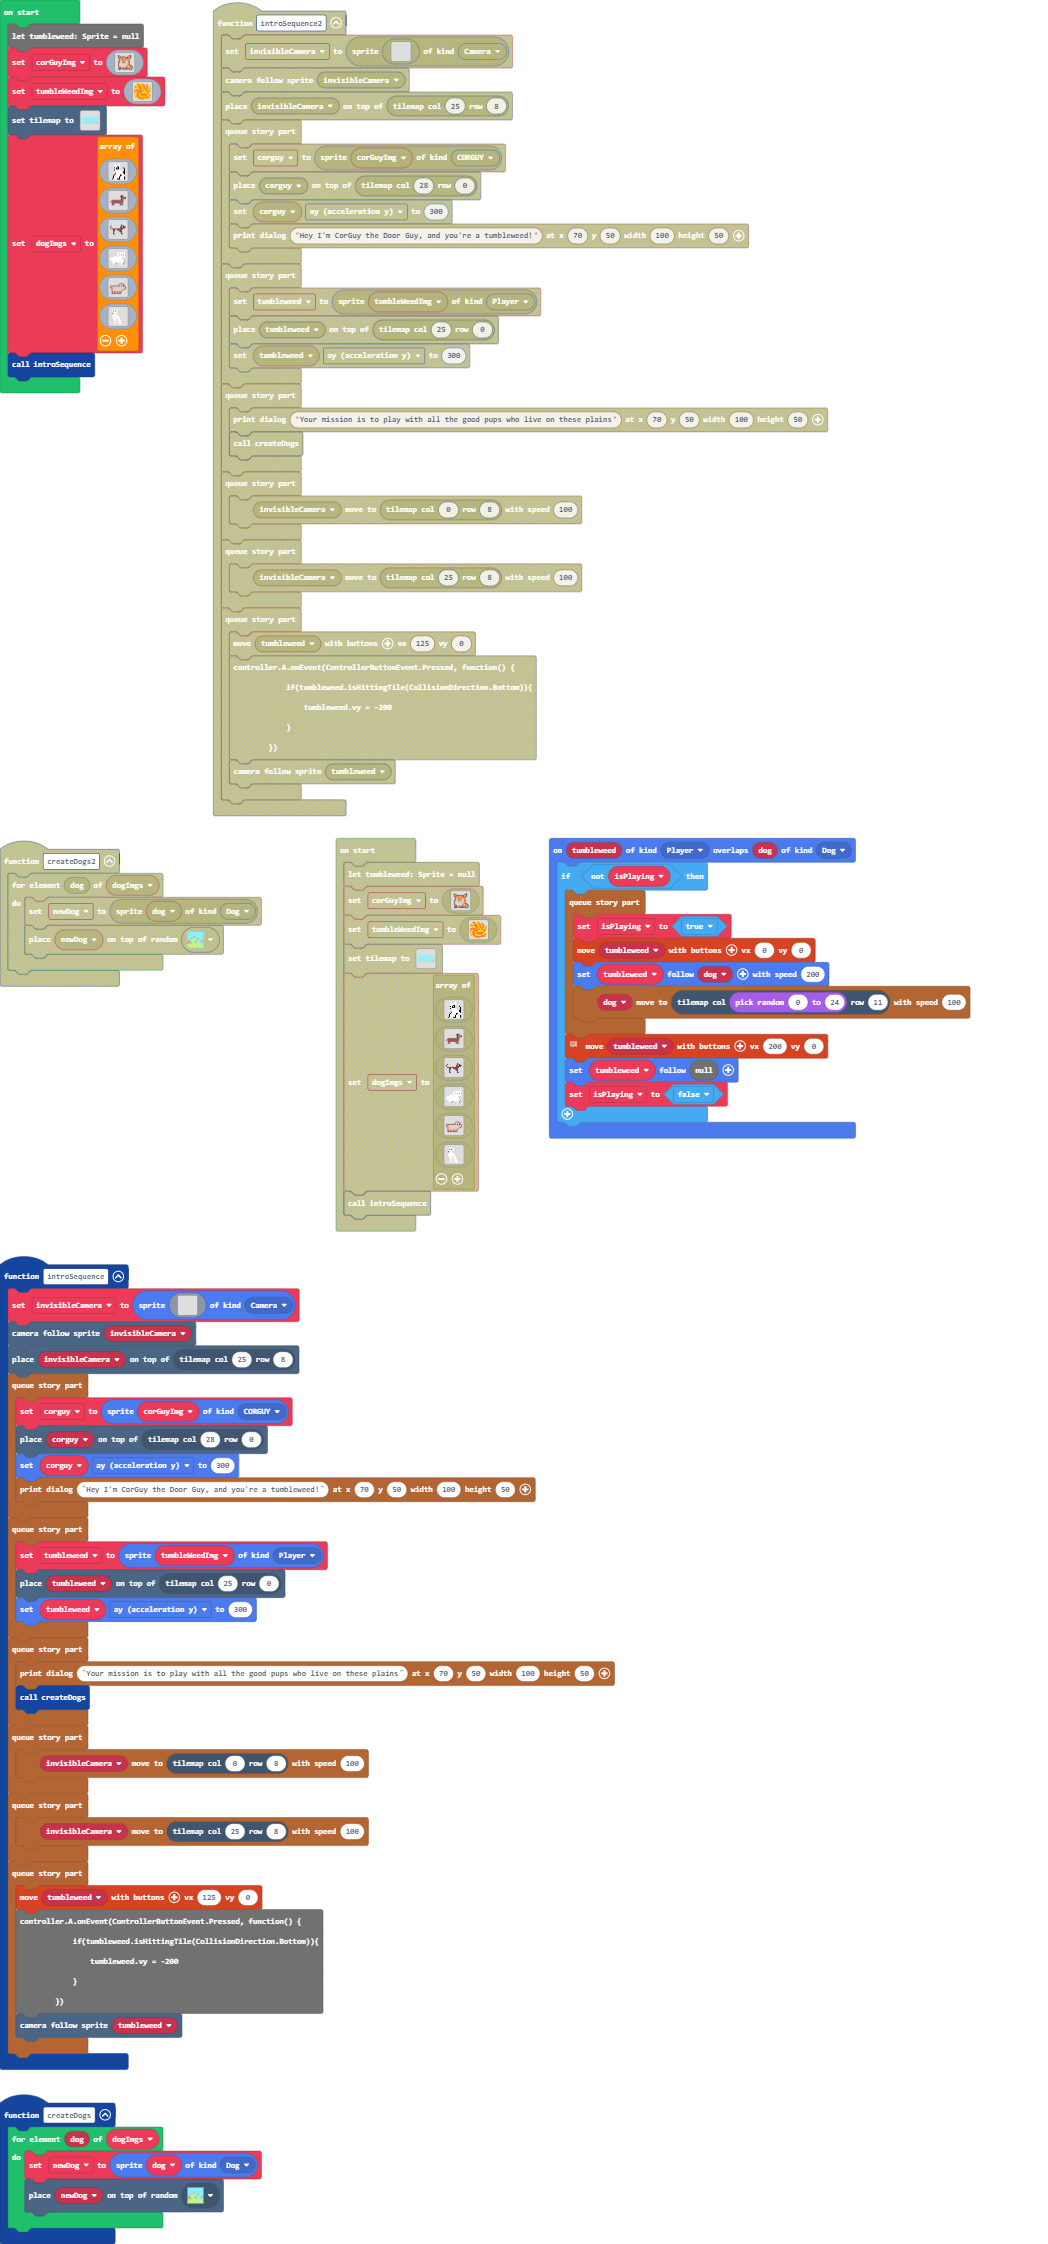 on start
let tumbleweed: Sprite = null
set corGuyImg to
set tumbleWeedImg to
set tilemap to
set dogImgs to array of
call introSequence
function introSequence2
set invisibleCamera to sprite of kind Camera
camera follow sprite invisibleCamera
place invisibleCamera on top of tilemap col 25 row 8
queue story part
set corguy to sprite corGuyImg of kind CORGUY
place corguy on top of tilemap col 28 row 0
set corguy ay (acceleration y) to 300
print dialog "Hey I'm CorGuy the Door Guy, and you're a tumbleweed!" at x 70 y 50 width 100 height 50
queue story part
set tumbleweed to sprite tumbleWeedImg of kind Player
place tumbleweed on top of tilemap col 25 row 0
set tumbleweed ay (acceleration y) to 300
queue story part
print dialog "Your mission is to play with all the good pups who live on these plains" at x 70 y 50 width 100 height 50
call createDogs
queue story part
invisibleCamera move to tilemap col 0 row 8 with speed 100
queue story part
invisibleCamera move to tilemap col 25 row 8 with speed 100
queue story part
move tumbleweed with buttons vx 125 vy 0
controller.A.onEvent(ControllerButtonEvent.Pressed, function() {
if(tumbleweed.isHittingTile(CollisionDirection.Bottom)){
tumbleweed.vy = -200
}
})
camera follow sprite tumbleweed
function createDogs2
for element dog of dogImgs
do
set newDog to sprite dog of kind Dog
place newDog on top of random
on start
let tumbleweed: Sprite = null
set corGuyImg to
set tumbleWeedImg to
set tilemap to
set dogImgs to array of
call introSequence
on tumbleweed of kind Player overlaps dog of kind Dog
if not isPlaying then
queue story part
set isPlaying to true
move tumbleweed with buttons vx 0 vy 0
set tumbleweed follow dog with speed 200
dog move to tilemap col pick random 0 to 24 row 11 with speed 100
move tumbleweed with buttons vx 200 vy 0
set tumbleweed follow null
set isPlaying to false
function introSequence
set invisibleCamera to sprite of kind Camera
camera follow sprite invisibleCamera
place invisibleCamera on top of tilemap col 25 row 8
queue story part
set corguy to sprite corGuyImg of kind CORGUY
place corguy on top of tilemap col 28 row 0
set corguy ay (acceleration y) to 300
print dialog "Hey I'm CorGuy the Door Guy, and you're a tumbleweed!" at x 70 y 50 width 100 height 50
queue story part
set tumbleweed to sprite tumbleWeedImg of kind Player
place tumbleweed on top of tilemap col 25 row 0
set tumbleweed ay (acceleration y) to 300
queue story part
print dialog "Your mission is to play with all the good pups who live on these plains" at x 70 y 50 width 100 height 50
call createDogs
queue story part
invisibleCamera move to tilemap col 0 row 8 with speed 100
queue story part
invisibleCamera move to tilemap col 25 row 8 with speed 100
queue story part
move tumbleweed with buttons vx 125 vy 0
controller.A.onEvent(ControllerButtonEvent.Pressed, function() {
if(tumbleweed.isHittingTile(CollisionDirection.Bottom)){
tumbleweed.vy = -200
}
})
camera follow sprite tumbleweed
function createDogs
for element dog of dogImgs
do
set newDog to sprite dog of kind Dog
place newDog on top of random